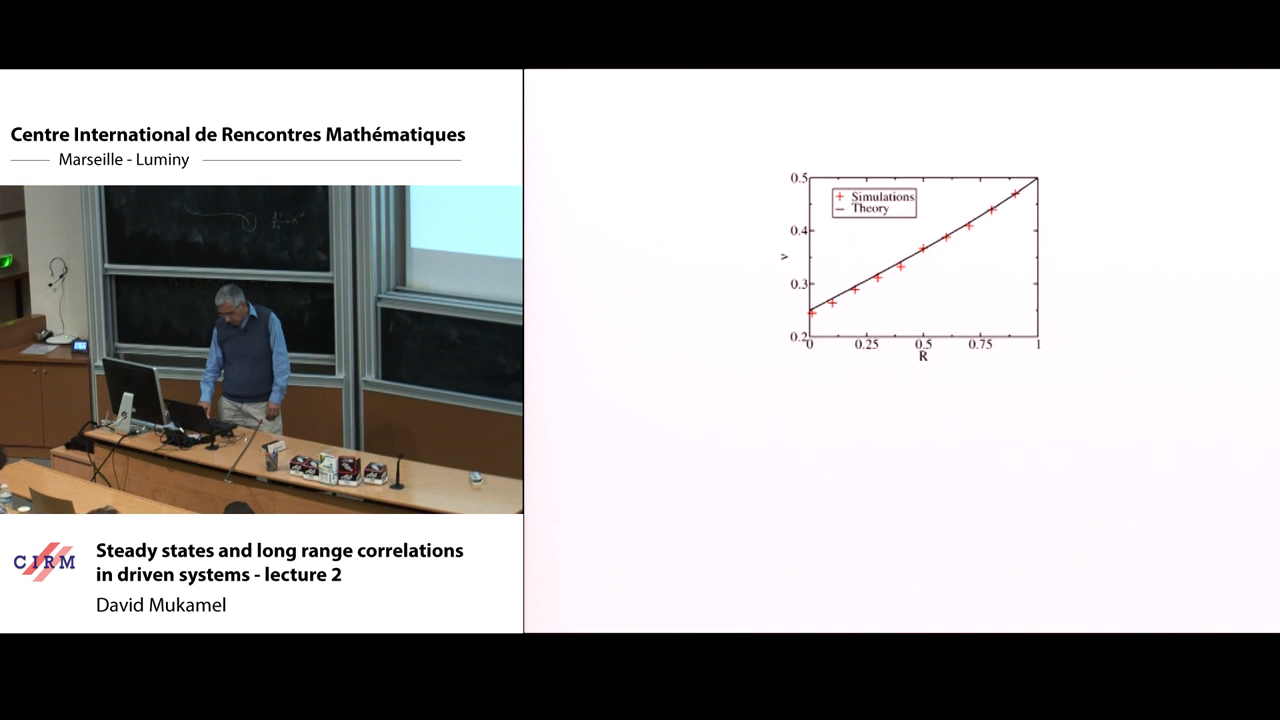 Centre International de Rencontres Mathématiques
Marseille - Luminy
CIRM
Steady states and long range correlations
in driven systems - lecture 2
David Mukamel
0.5
0.4
0.3
0.2
ν
+ Simulations
– Theory
0 0.25 0.5 0.75 1
R